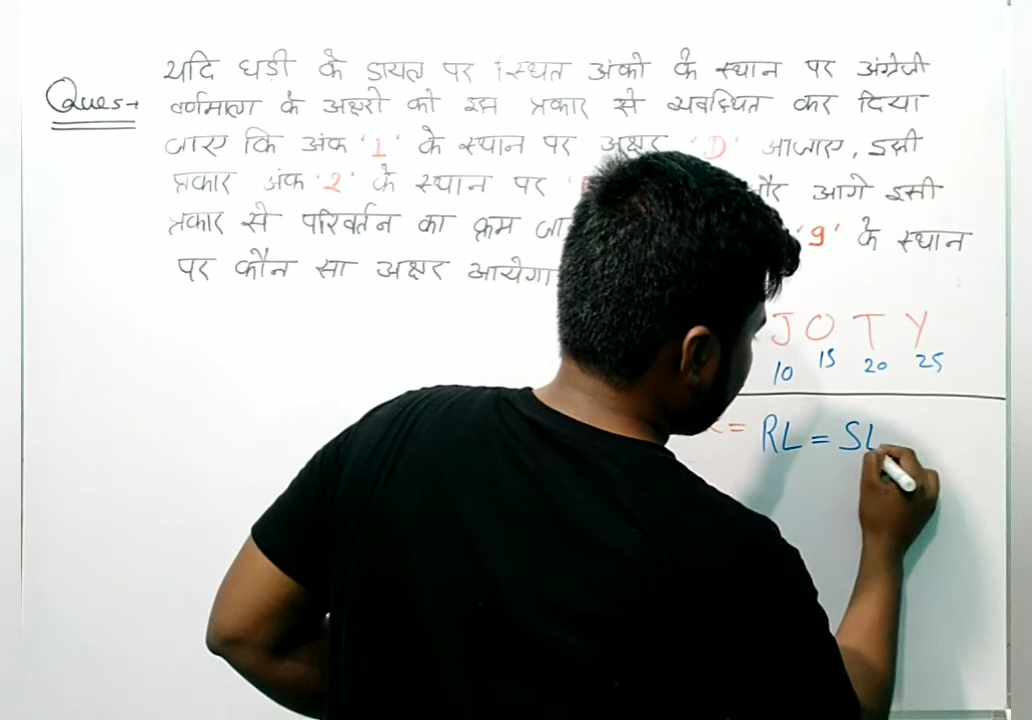 Ques→
यदि घड़ी के डायल पर स्थित अंको के स्थान पर अंग्रेजी
वर्णमाला के अक्षरो को इस प्रकार से व्यवस्थित कर दिया
जाए कि अंक '1' के स्थान पर अक्षर 'D' आजाए, इसी
प्रकार अंक '2' के स्थान पर और आगे इसी
प्रकार से परिवर्तन का क्रम '9' के स्थान
पर कौन सा अक्षर आयेगा
J O T Y
10 15 20 25
= RL = SL